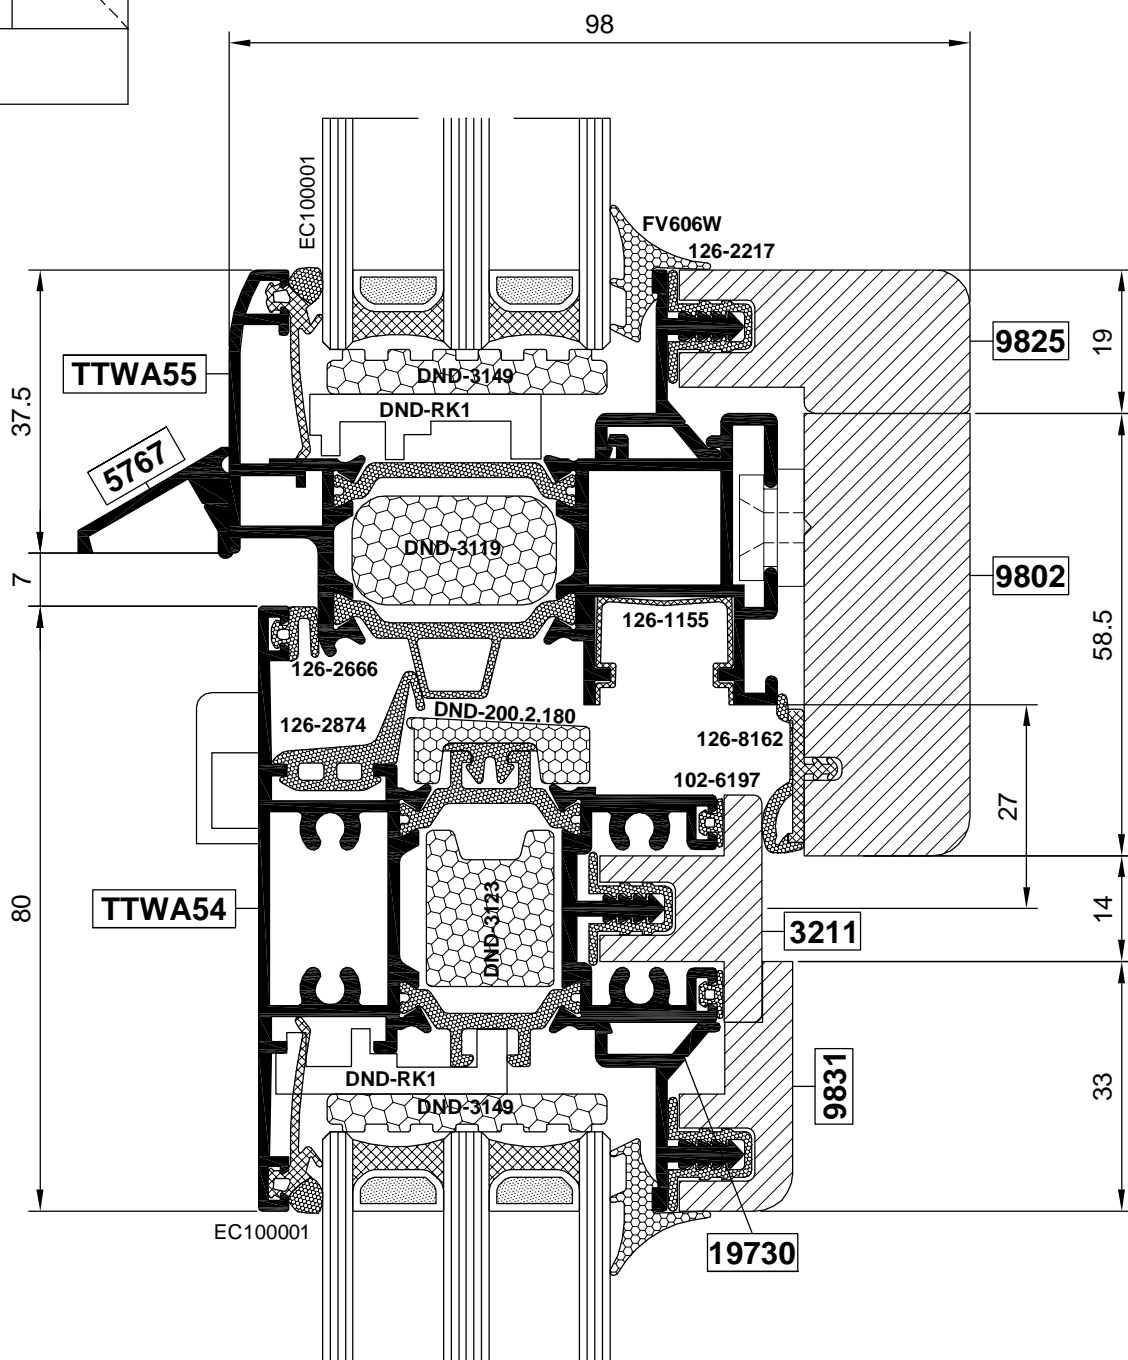 98
EC100001
FV606W
126-2217
9825
19
TTWA55
DND-3149
DND-RK1
37.5
5767
DND-3119
7
9802
126-1155
58.5
126-2666
DND-200.2.180
126-2874
126-8162
102-6197
27
80
TTWA54
DND-3123
3211
14
DND-RK1
9831
33
DND-3149
EC100001
19730